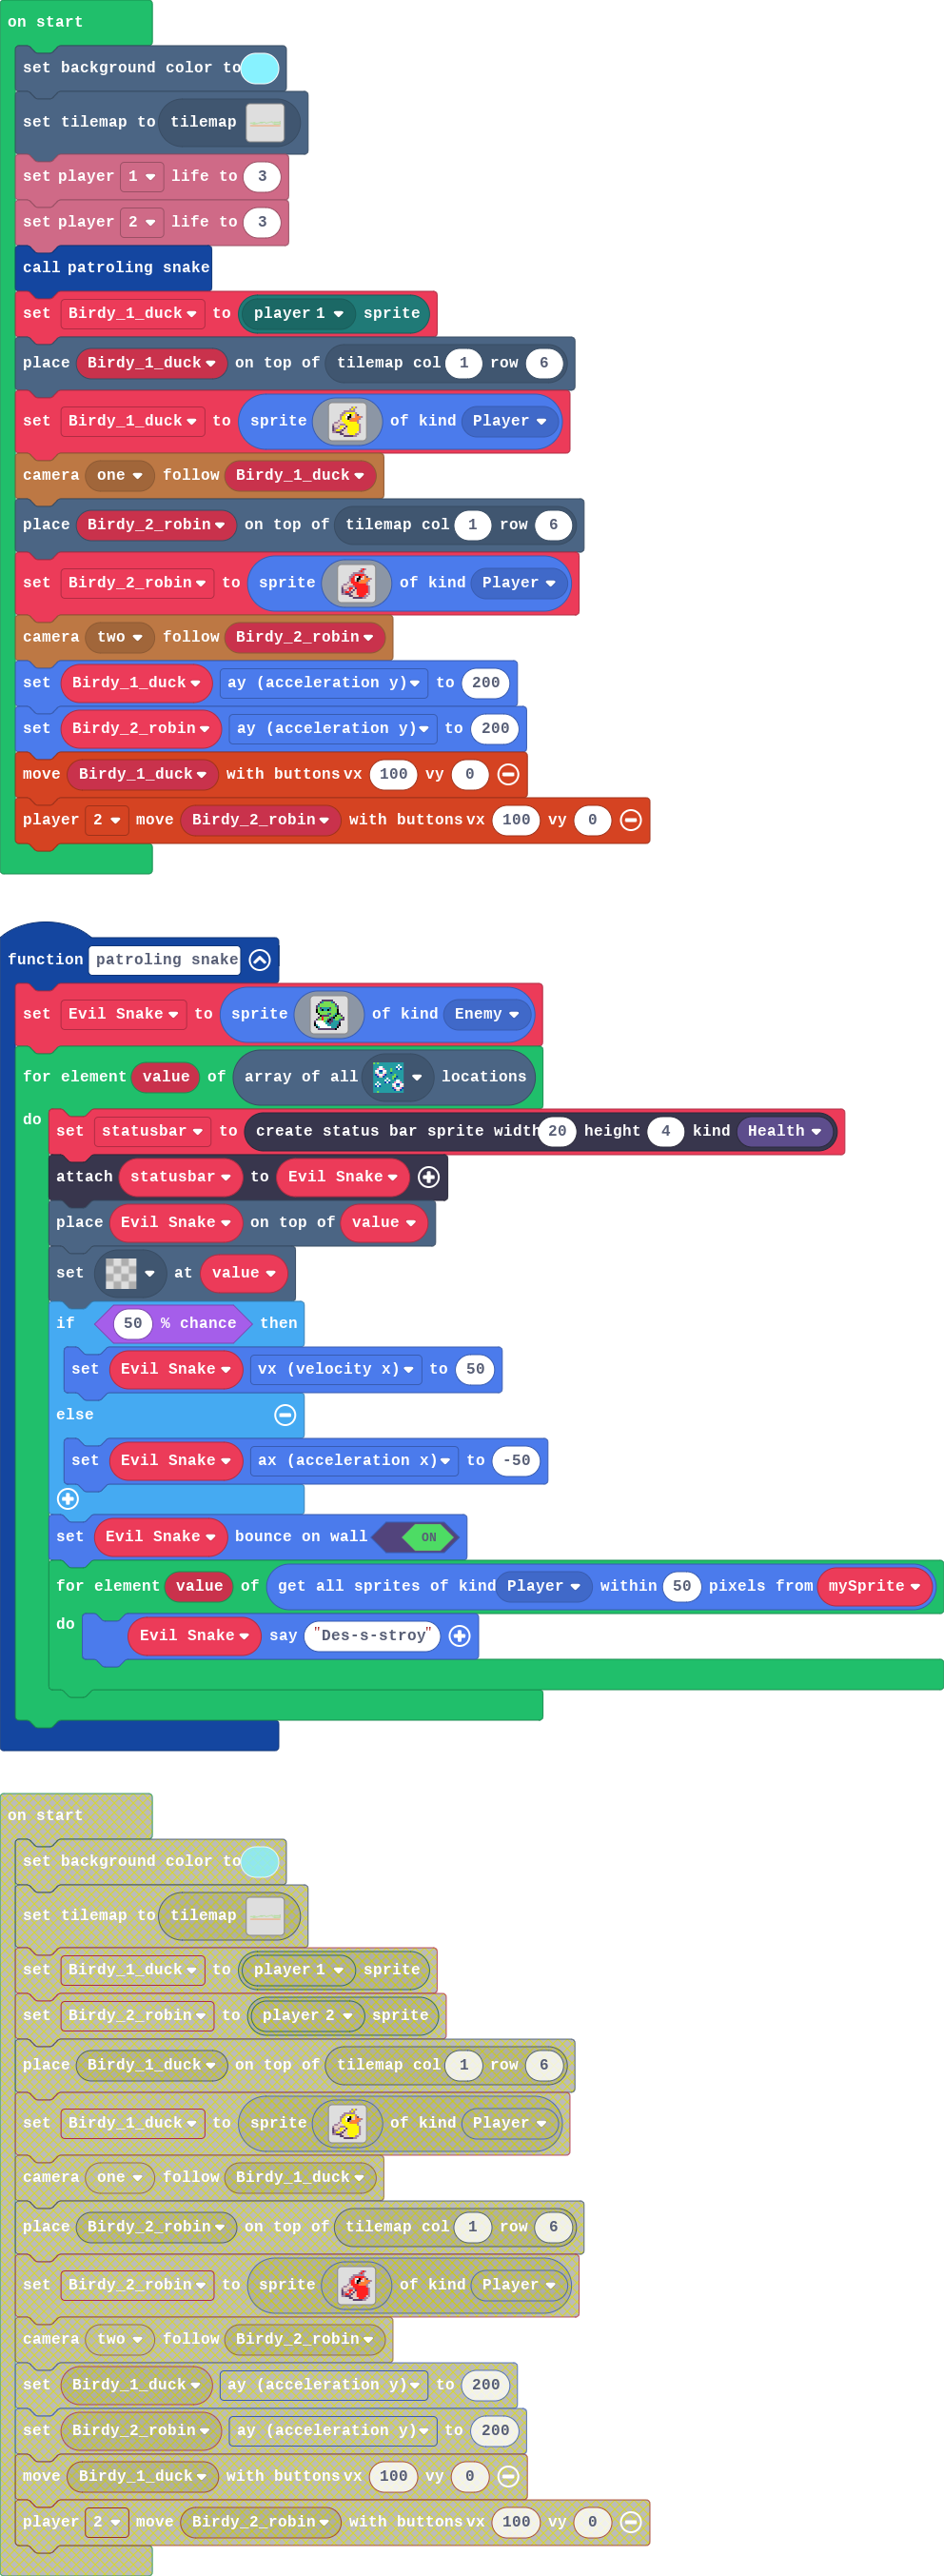 on start
set background color to
set tilemap to tilemap
set player 1 life to 3
set player 2 life to 3
call patroling snake
set Birdy_1_duck to player 1 sprite
place Birdy_1_duck on top of tilemap col 1 row 6
set Birdy_1_duck to sprite of kind Player
camera one follow Birdy_1_duck
place Birdy_2_robin on top of tilemap col 1 row 6
set Birdy_2_robin to sprite of kind Player
camera two follow Birdy_2_robin
set Birdy_1_duck ay (acceleration y) to 200
set Birdy_2_robin ay (acceleration y) to 200
move Birdy_1_duck with buttons vx 100 vy 0
player 2 move Birdy_2_robin with buttons vx 100 vy 0
function patroling snake
set Evil Snake to sprite of kind Enemy
for element value of array of all locations
do
set statusbar to create status bar sprite width 20 height 4 kind Health
attach statusbar to Evil Snake
place Evil Snake on top of value
set at value
if 50 % chance then
set Evil Snake vx (velocity x) to 50
else
set Evil Snake ax (acceleration x) to -50
set Evil Snake bounce on wall ON
for element value of get all sprites of kind Player within 50 pixels from mySprite
do
Evil Snake say "Des-s-stroy"
on start
set background color to
set tilemap to tilemap
set Birdy_1_duck to player 1 sprite
set Birdy_2_robin to player 2 sprite
place Birdy_1_duck on top of tilemap col 1 row 6
set Birdy_1_duck to sprite of kind Player
camera one follow Birdy_1_duck
place Birdy_2_robin on top of tilemap col 1 row 6
set Birdy_2_robin to sprite of kind Player
camera two follow Birdy_2_robin
set Birdy_1_duck ay (acceleration y) to 200
set Birdy_2_robin ay (acceleration y) to 200
move Birdy_1_duck with buttons vx 100 vy 0
player 2 move Birdy_2_robin with buttons vx 100 vy 0